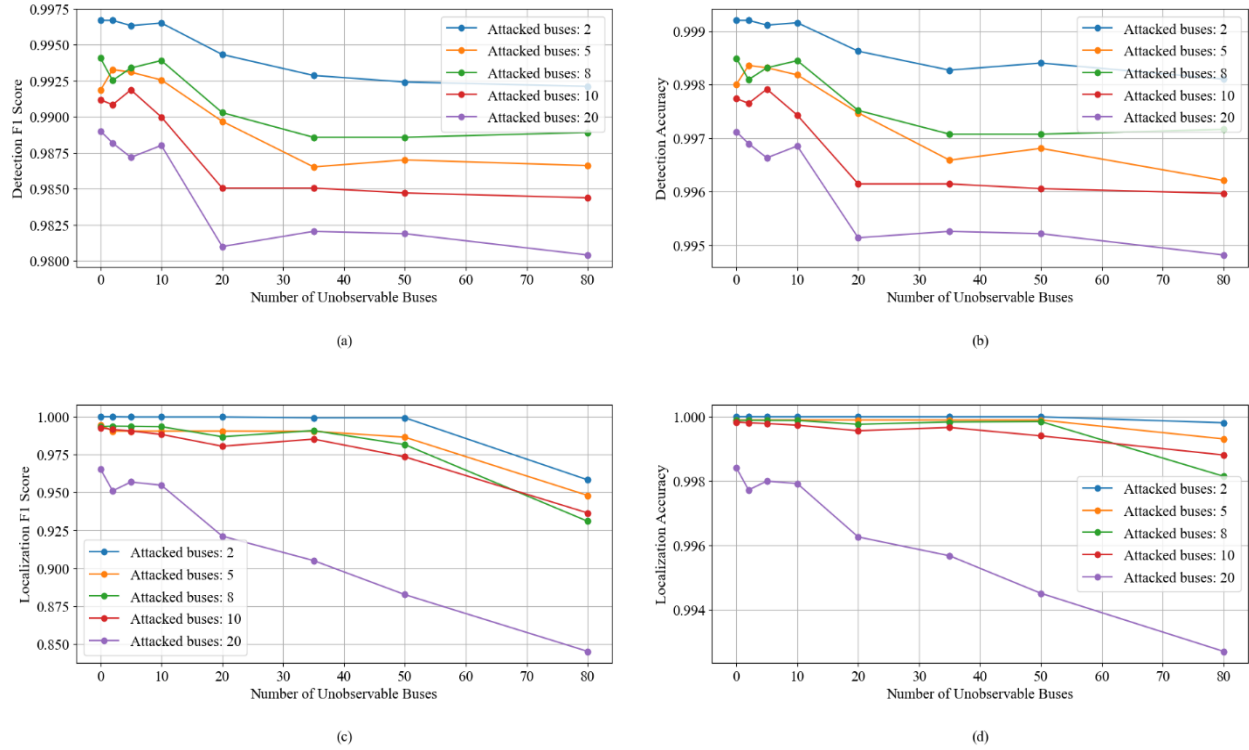 0.9975
0.9950
0.9925
0.9900
0.9875
0.9850
0.9825
0.9800
Detection F1 Score
Attacked buses: 2
Attacked buses: 5
Attacked buses: 8
Attacked buses: 10
Attacked buses: 20
0 10 20 30 40 50 60 70 80
Number of Unobservable Buses
(a)
0.999
0.998
0.997
0.996
0.995
Detection Accuracy
Attacked buses: 2
Attacked buses: 5
Attacked buses: 8
Attacked buses: 10
Attacked buses: 20
0 10 20 30 40 50 60 70 80
Number of Unobservable Buses
(b)
1.000
0.975
0.950
0.925
0.900
0.875
0.850
Localization F1 Score
Attacked buses: 2
Attacked buses: 5
Attacked buses: 8
Attacked buses: 10
Attacked buses: 20
0 10 20 30 40 50 60 70 80
Number of Unobservable Buses
(c)
1.000
0.998
0.996
0.994
Localization Accuracy
Attacked buses: 2
Attacked buses: 5
Attacked buses: 8
Attacked buses: 10
Attacked buses: 20
0 10 20 30 40 50 60 70 80
Number of Unobservable Buses
(d)